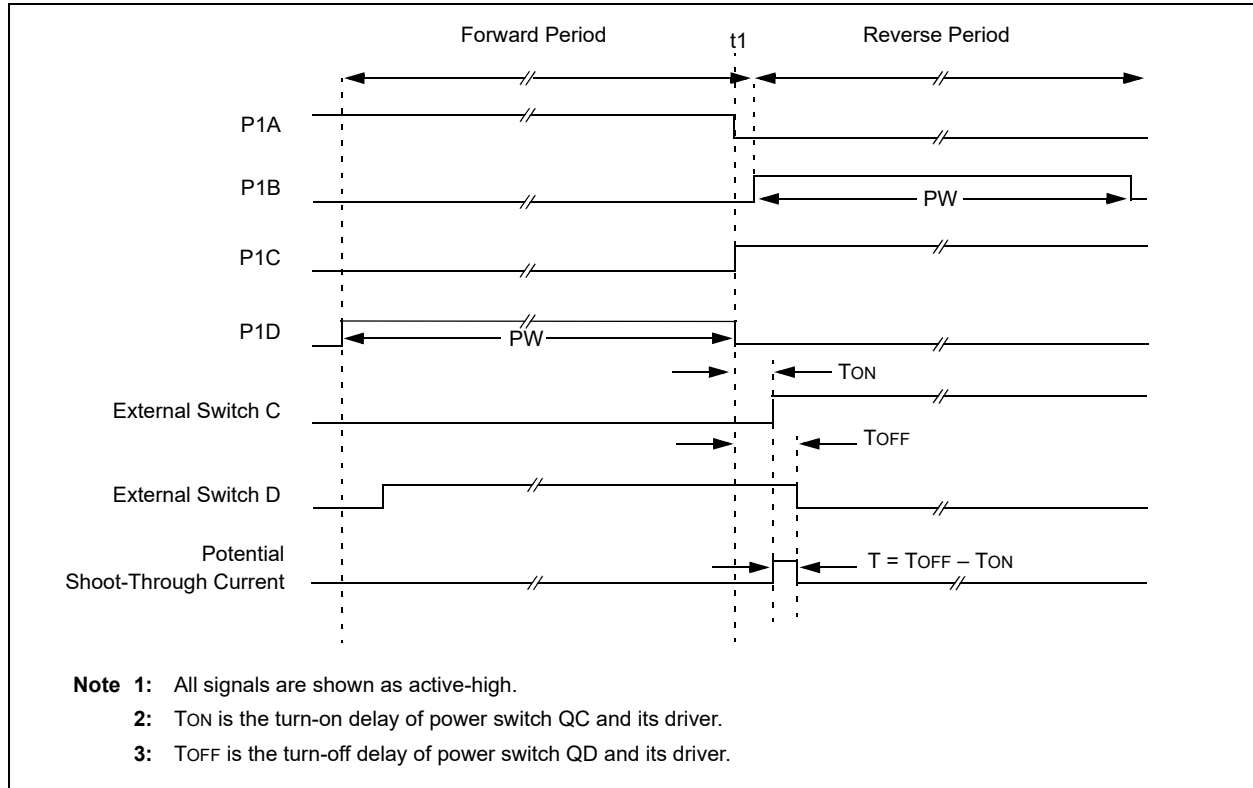 Forward Period
t1
Reverse Period
P1A
P1B
PW
P1C
P1D
PW
TON
External Switch C
TOFF
External Switch D
Potential
Shoot-Through Current
T = TOFF – TON
Note 1: All signals are shown as active-high.
2: TON is the turn-on delay of power switch QC and its driver.
3: TOFF is the turn-off delay of power switch QD and its driver.